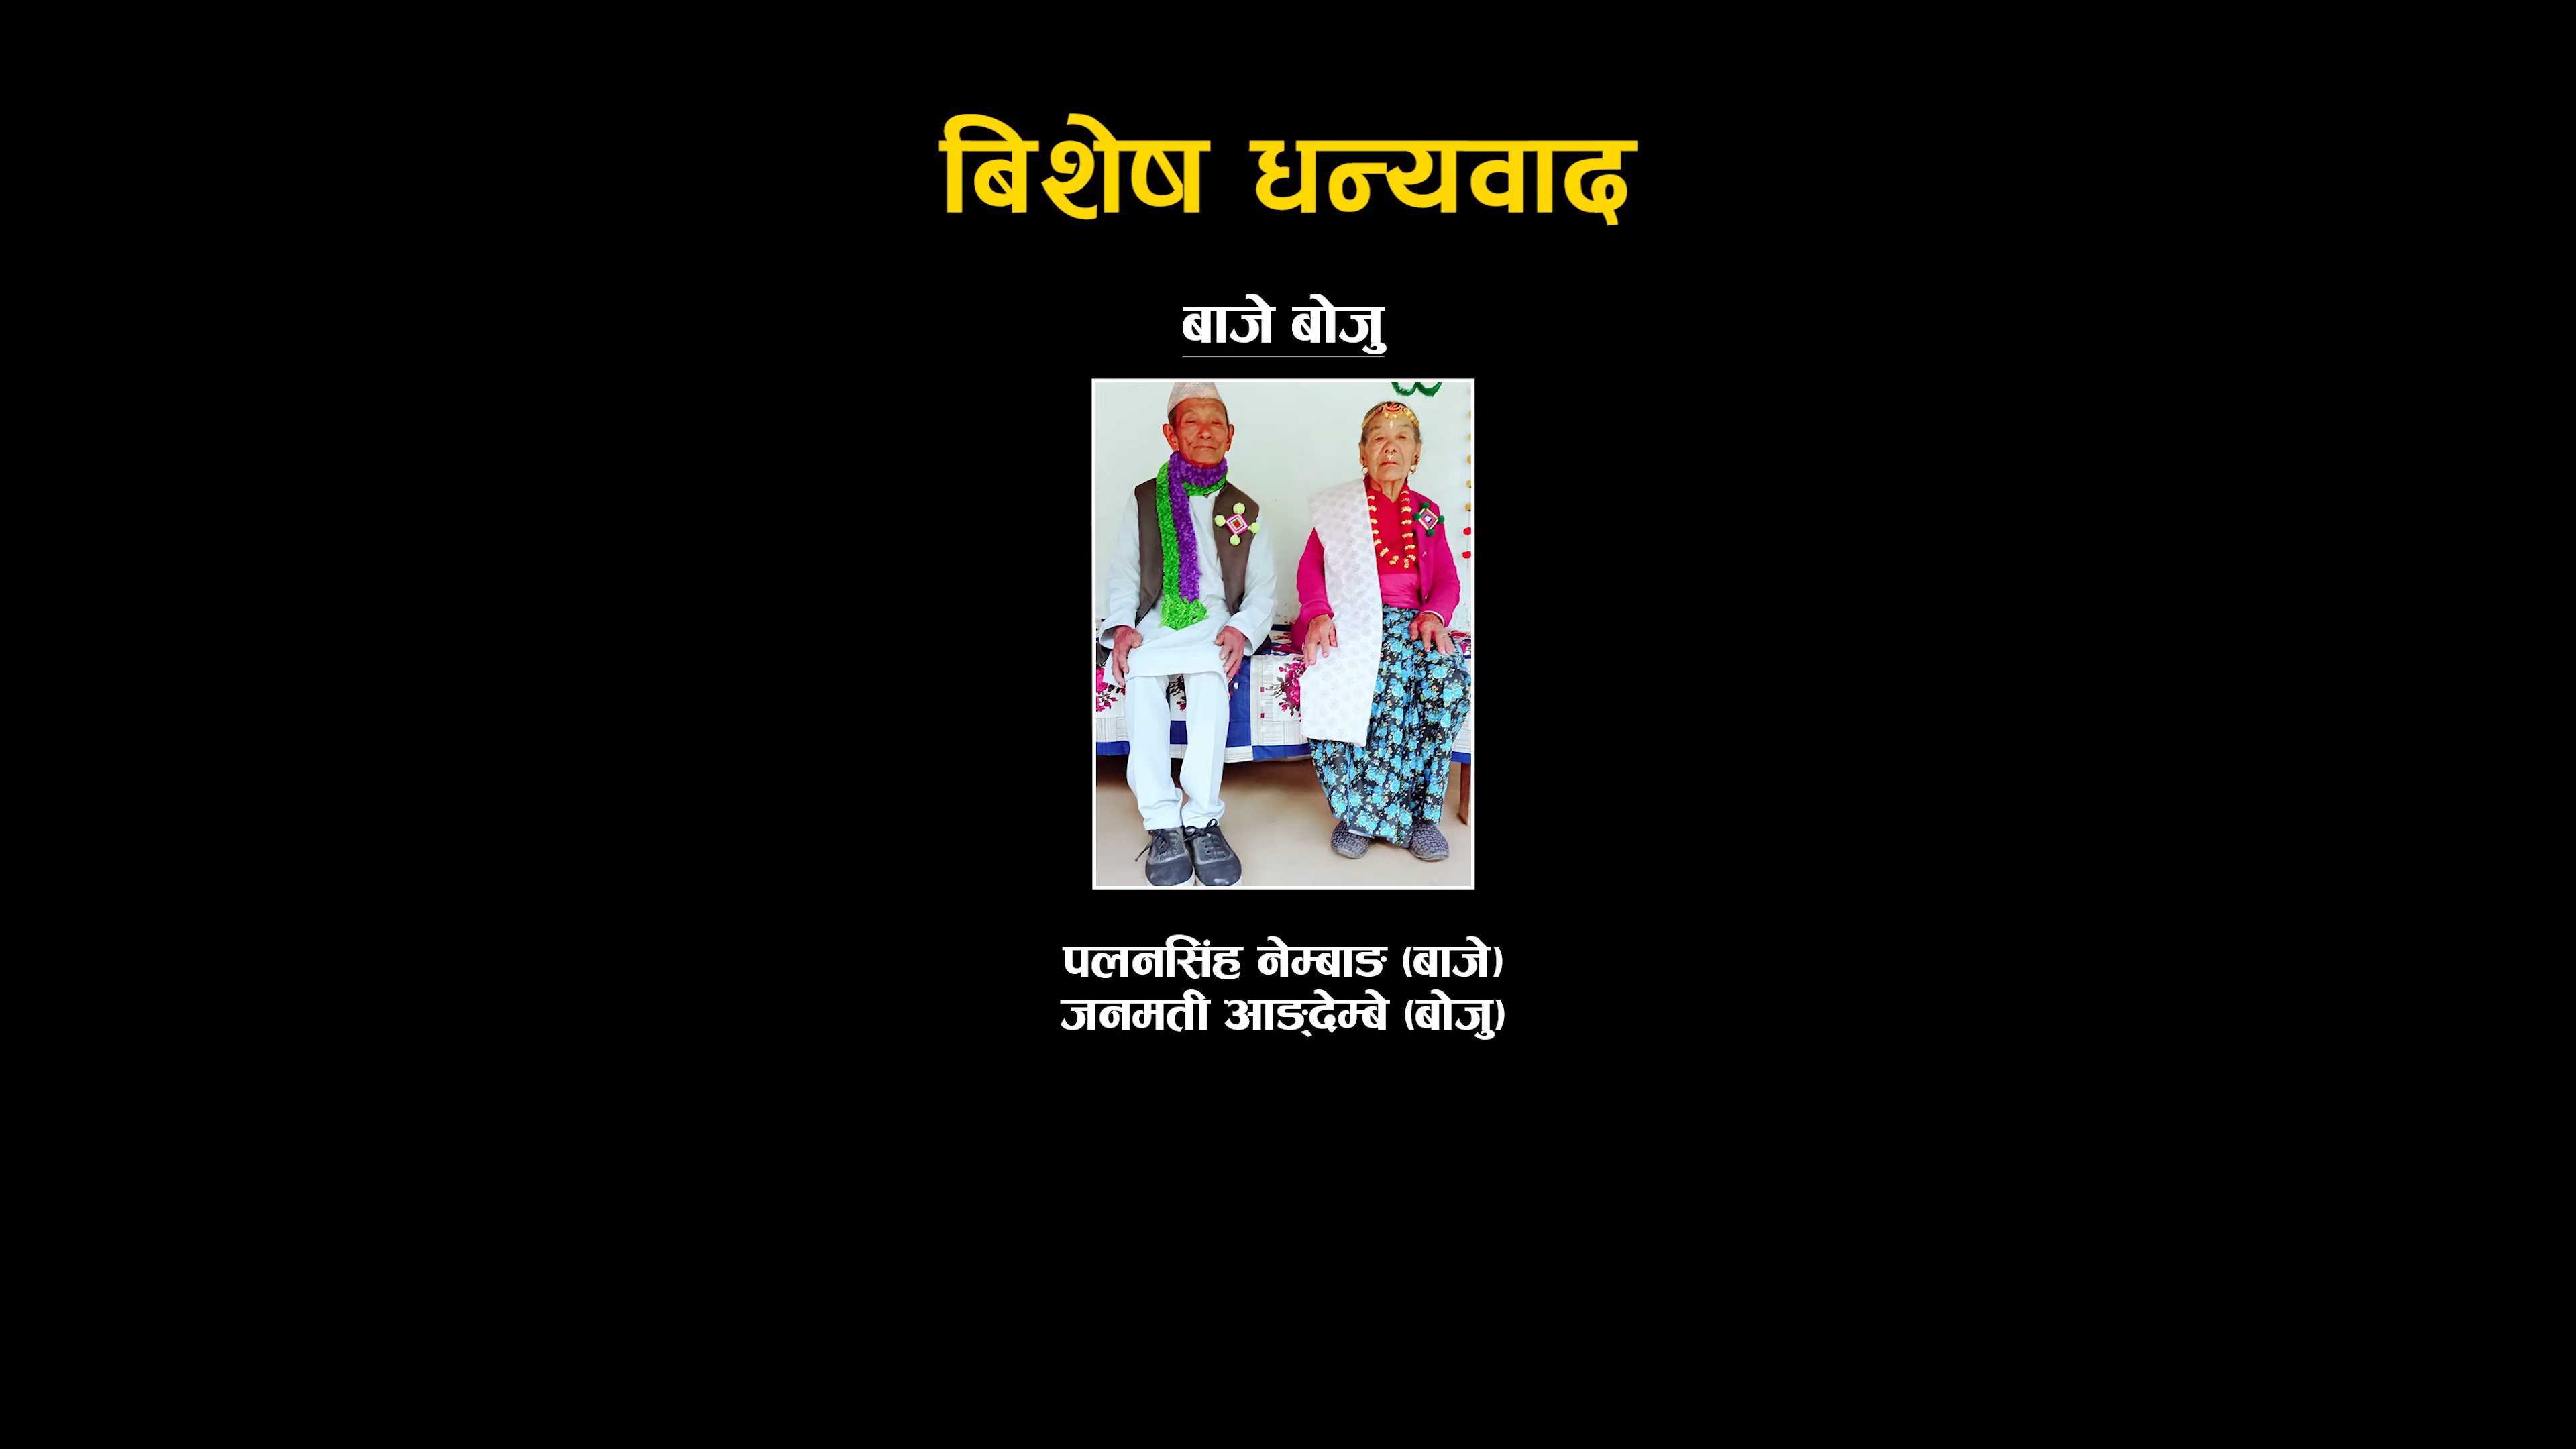 बिशेष धन्यवाद
बाजे बोजु
पलनसिंह नेम्बाङ (बाजे)
जनमती आङ्देम्बे (बोजु)